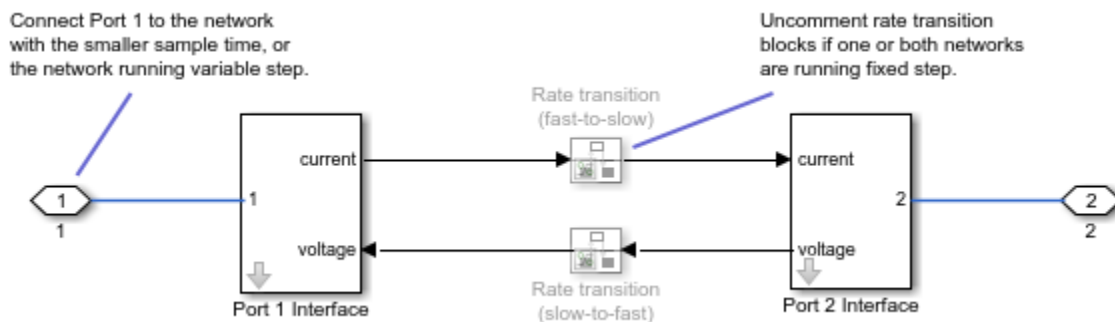 Connect Port 1 to the network
with the smaller sample time, or
the network running variable step.
Uncomment rate transition
blocks if one or both networks
are running fixed step.
Rate transition
(fast-to-slow)
current
current
1
1
2
2
1
2
voltage
voltage
Port 1 Interface
Rate transition
(slow-to-fast)
Port 2 Interface